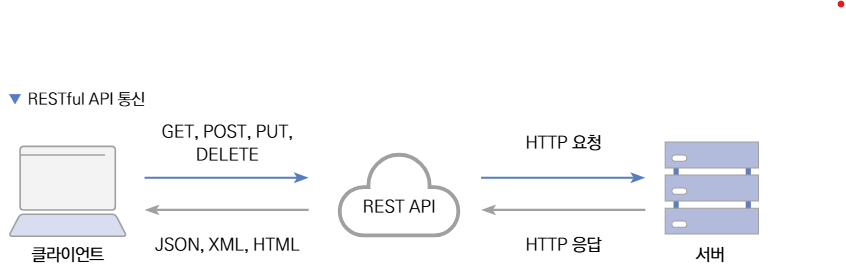 ▼ RESTful API 통신
GET, POST, PUT,
DELETE
HTTP 요청
REST API
JSON, XML, HTML
HTTP 응답
클라이언트
서버